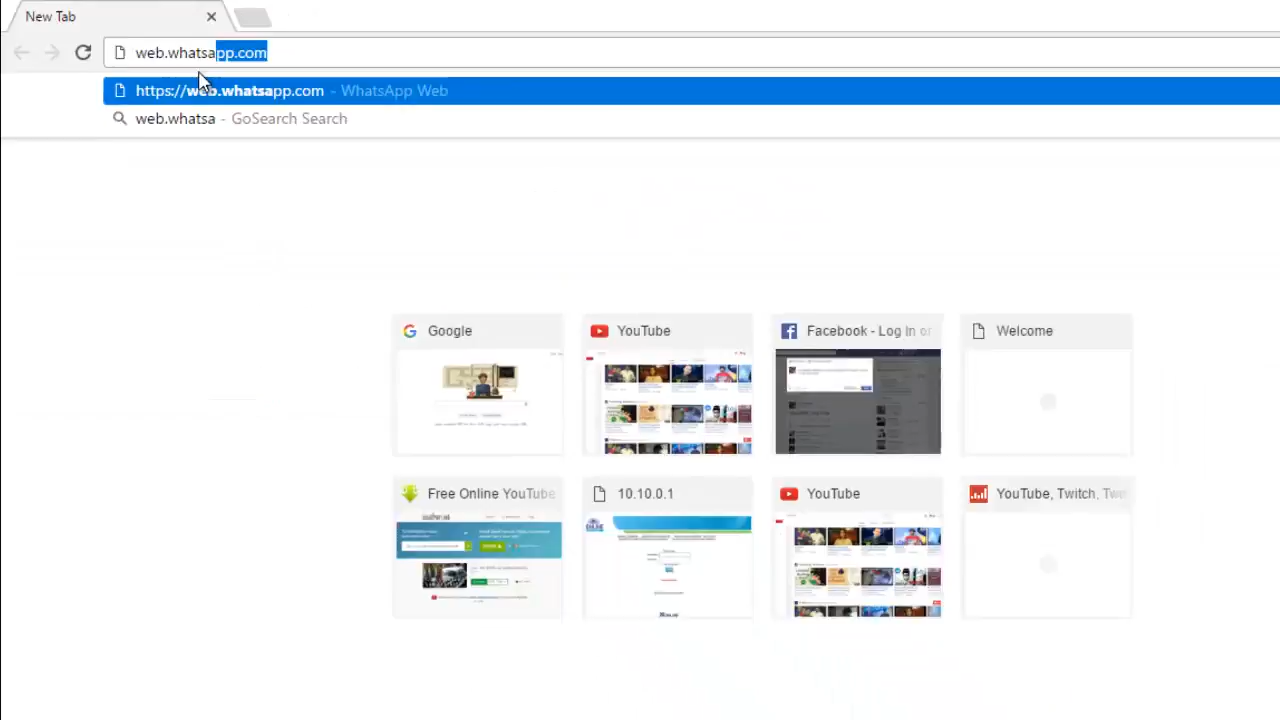 New Tab
web.whatsapp.com
https://web.whatsapp.com - WhatsApp Web
web.whatsa - GoSearch Search
Google
YouTube
Facebook - Log In or
Welcome
Free Online YouTube
10.10.0.1
YouTube
YouTube, Twitch, Twi